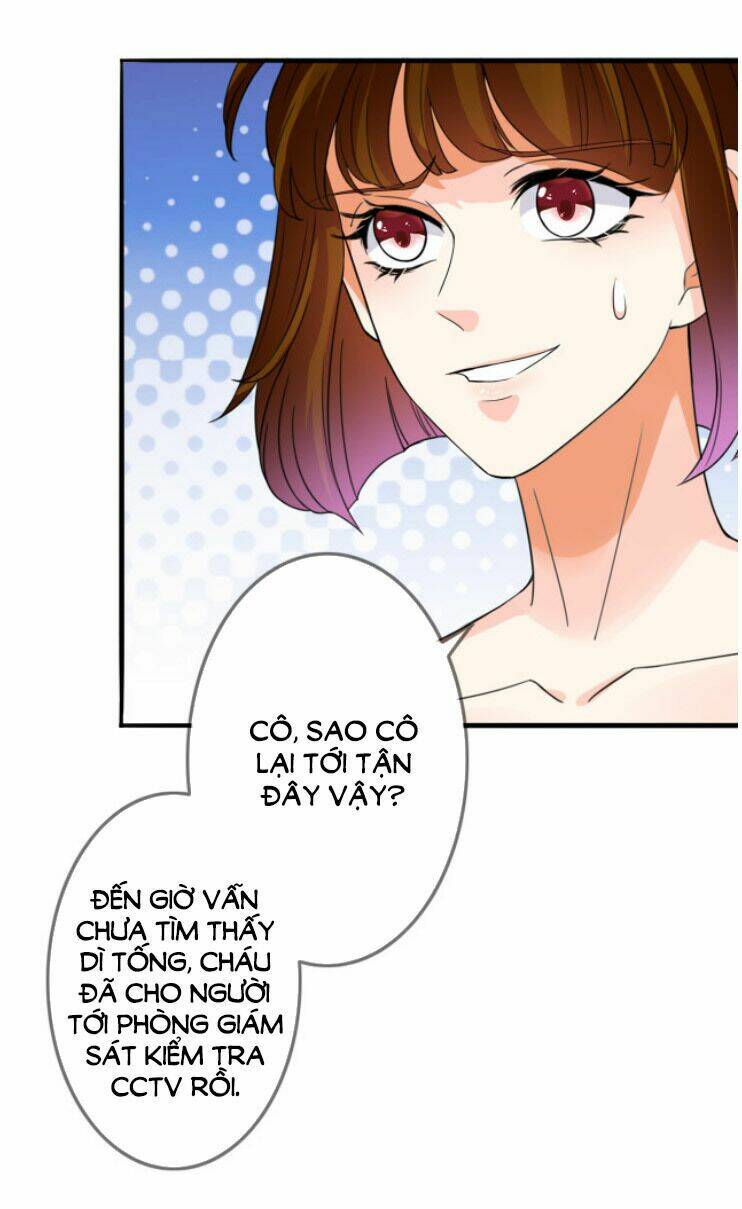 CÔ, SAO CÔ
LẠI TỚI TẬN
ĐÂY VẬY?
ĐẾN GIỜ VẪN
CHƯA TÌM THẤY
DÌ TỐNG, CHÁU
ĐÃ CHO NGƯỜI
TỚI PHÒNG GIÁM
SÁT KIỂM TRA
CCTV RỒI.